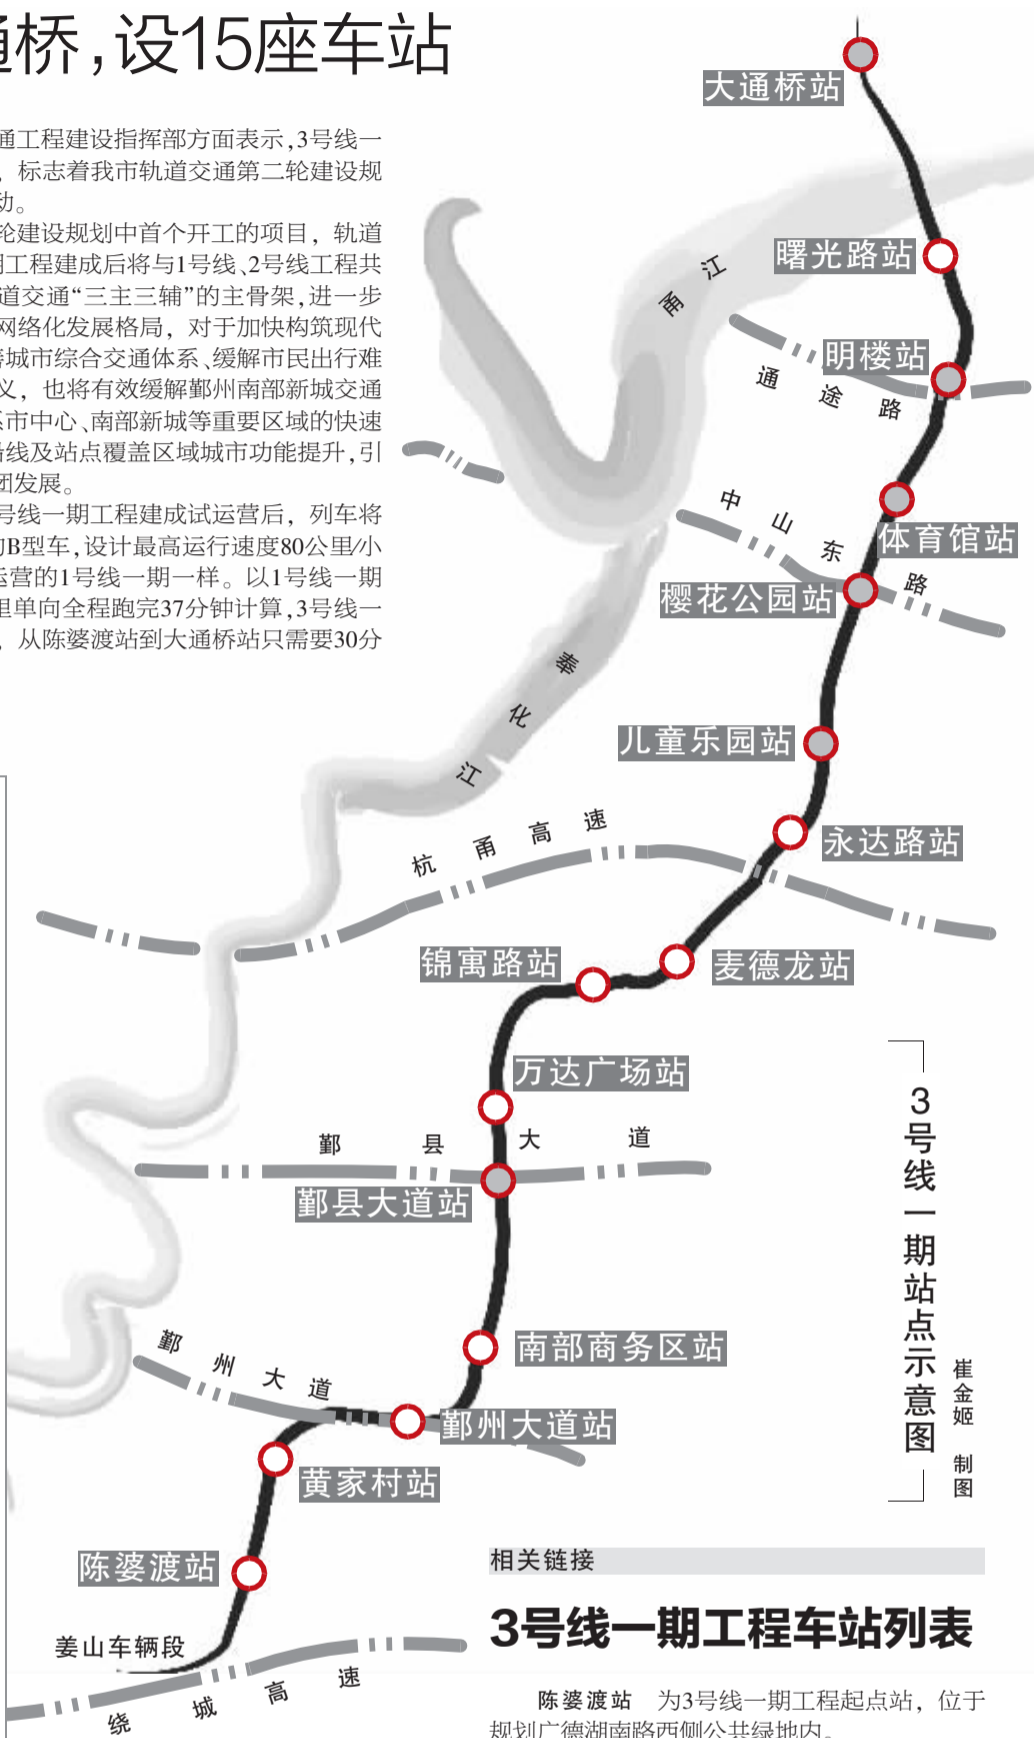 通桥,设15座车站
通工程建设指挥部方面表示,3号线一
,标志着我市轨道交通第二轮建设规
动。
轮建设规划中首个开工的项目,轨道
期工程建成后将与1号线、2号线工程共
道交通“三主三辅”的主骨架,进一步
网络化发展格局,对于加快构筑现代
善城市综合交通体系、缓解市民出行难
义,也将有效缓解鄞州南部新城交通
系市中心、南部新城等重要区域的快速
沿线及站点覆盖区域城市功能提升,引
团发展。
号线一期工程建成试运营后,列车将
的B型车,设计最高运行速度80公里/小
运营的1号线一期一样。以1号线一期
里单向全程跑完37分钟计算,3号线一
,从陈婆渡站到大通桥站只需要30分
大通桥站
曙光路站
甬江
明楼站
通途路
体育馆站
中山东路
樱花公园站
奉化江
儿童乐园站
永达路站
杭甬高速
麦德龙站
锦寓路站
万达广场站
鄞县大道
鄞县大道站
南部商务区站
鄞州大道
鄞州大道站
黄家村站
陈婆渡站
姜山车辆段
绕城高速
3号线一期站点示意图
崔金姬 制图
相关链接
3号线一期工程车站列表
陈婆渡站 为3号线一期工程起点站,位于
规划广德湖南路西侧公共绿地内。